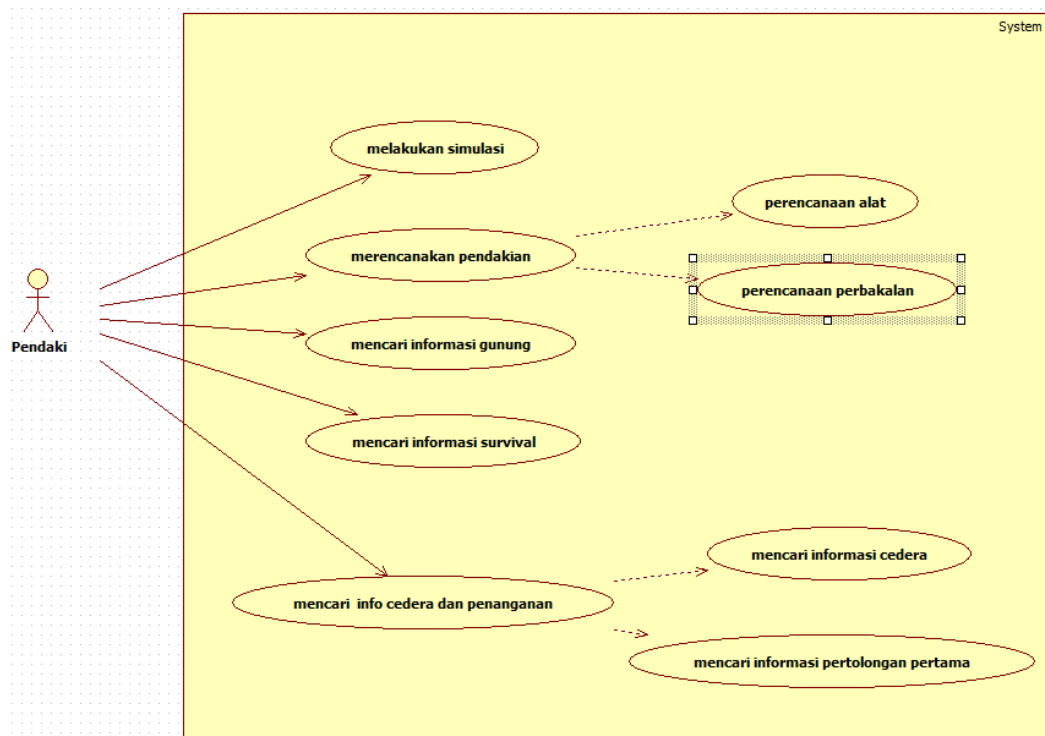 System
melakukan simulasi
perencanaan alat
merencanakan pendakian
perencanaan perbakalan
Pendaki
mencari informasi gunung
mencari informasi survival
mencari informasi cedera
mencari  info cedera dan penanganan
mencari informasi pertolongan pertama